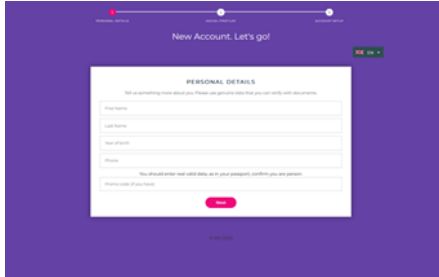 PERSONAL DETAILS
ACCOUNT SETUP
New Account. Let's go!
EN
PERSONAL DETAILS
Tell us something more about you. Please use genuine data that you can verify with documents.
First Name
Last Name
Year of birth
Phone
You should enter real valid data, as in your passport, confirm you are person
Promo code (if you have)
Next